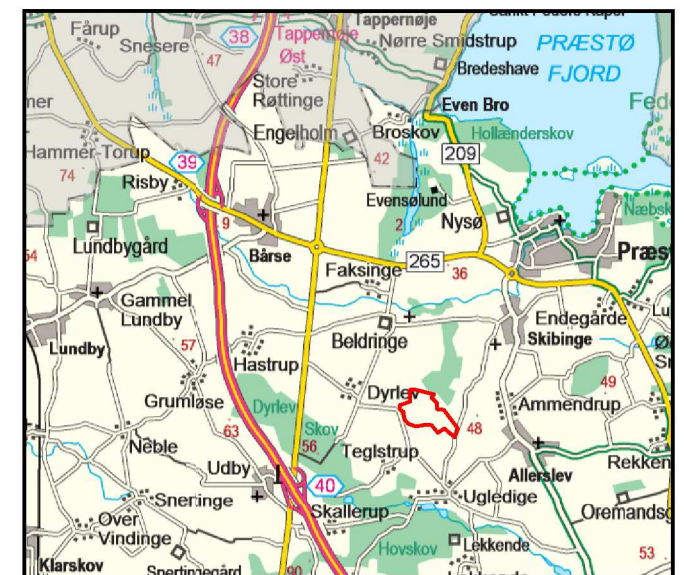 Fårup
Snesere
38
Tappernøje
Tappernøje
Øst
Nørre Smidstrup
PRÆSTØ
FJORD
47
Bredeshave
Store
Røttinge
Even Bro
Engelholm
Broskov
Hollænderskov
Hammer-Torup
39
42
209
74
Risby
Evensølund
9
2
Nysø
Lundbygård
Bårse
Faksinge
265
36
54
Gammel
Lundby
Endegårde
Lundby
Beldringe
Skibinge
57
Hastrup
49
Grumløse
Dyrlev
Dyrlev
Ammendrup
63
Skov
48
56
Neble
Teglstrup
Udby
40
Allerslev
Rekken
Snertinge
Ugledige
Skallerup
Over
Vindinge
Oremandsg
Hovskov
Lekkende
53
Klarskov
Snertingegård
90